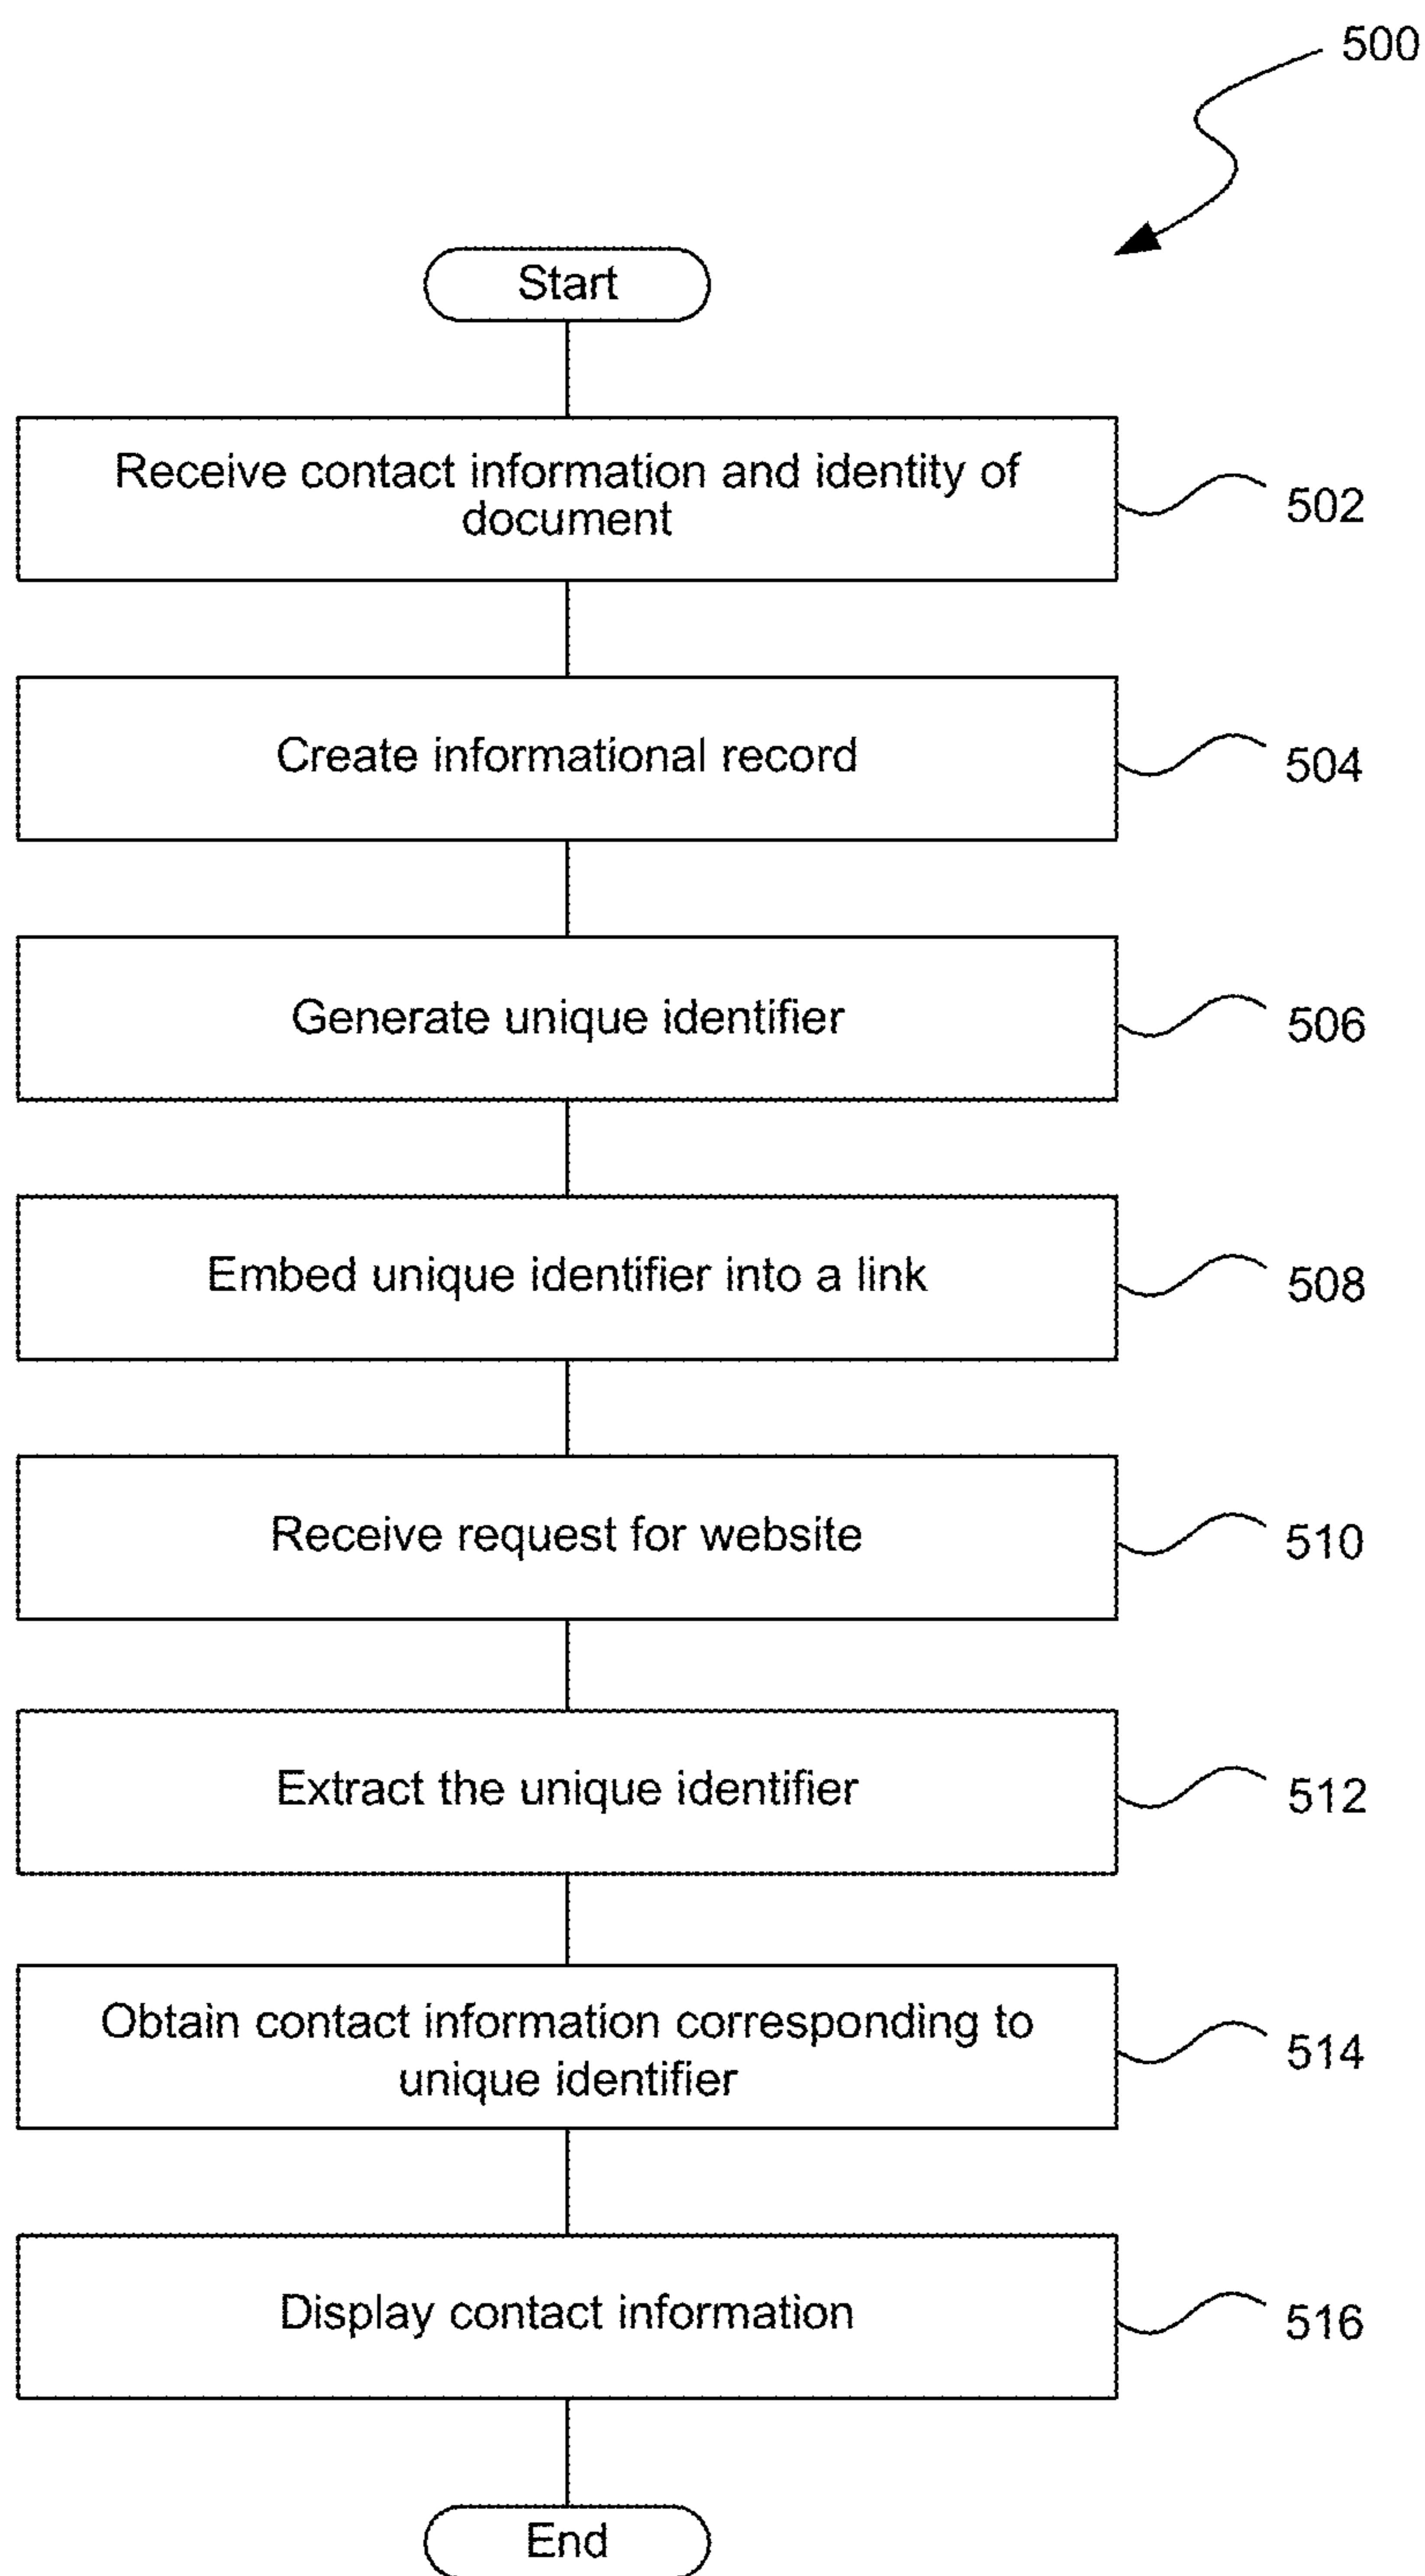 500
Start
Receive contact information and identity of
document
502
Create informational record
504
Generate unique identifier
506
Embed unique identifier into a link
508
Receive request for website
510
Extract the unique identifier
512
Obtain contact information corresponding to
unique identifier
514
Display contact information
516
End